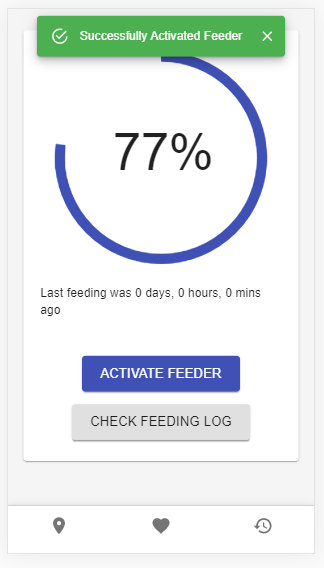 Successfully Activated Feeder
77%
Last feeding was 0 days, 0 hours, 0 mins
ago
ACTIVATE FEEDER
CHECK FEEDING LOG